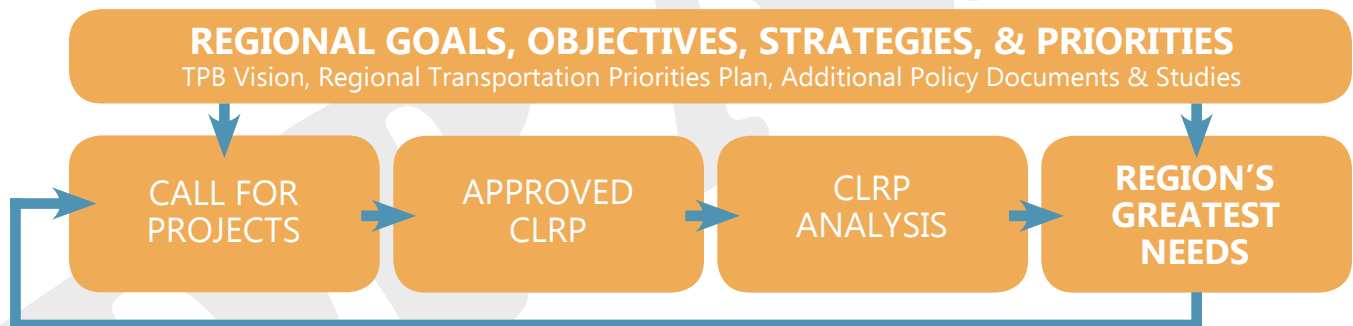 REGIONAL GOALS, OBJECTIVES, STRATEGIES, & PRIORITIES
TPB Vision, Regional Transportation Priorities Plan, Additional Policy Documents & Studies
CALL FOR
PROJECTS
APPROVED
CLRP
CLRP
ANALYSIS
REGION’S
GREATEST
NEEDS